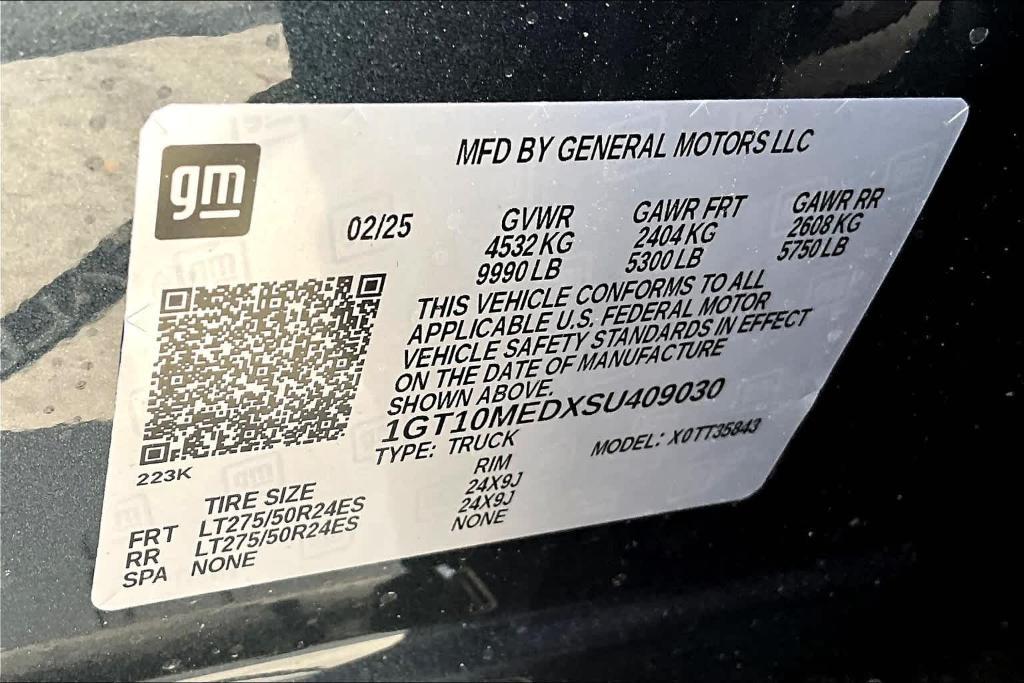 gm
MFD BY GENERAL MOTORS LLC
02/25
GVWR GAWR FRT GAWR RR
4532 KG 2404 KG 2608 KG
9990 LB 5300 LB 5750 LB
THIS VEHICLE CONFORMS TO ALL
APPLICABLE U.S. FEDERAL MOTOR
VEHICLE SAFETY STANDARDS IN EFFECT
ON THE DATE OF MANUFACTURE
SHOWN ABOVE.
1GT10MEDXSU409030
TYPE: TRUCK MODEL: X0TT35843
223K
TIRE SIZE RIM
FRT LT275/50R24ES 24X9J
RR LT275/50R24ES 24X9J
SPA NONE NONE